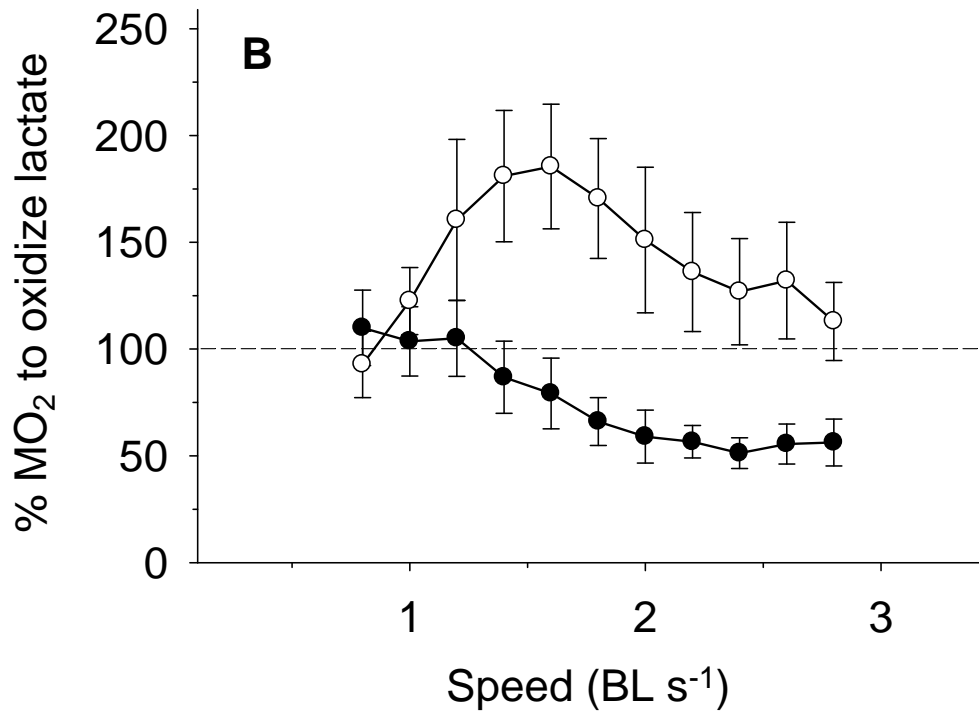 B
% MO₂ to oxidize lactate
250
200
150
100
50
0
1 2 3
Speed (BL s⁻¹)